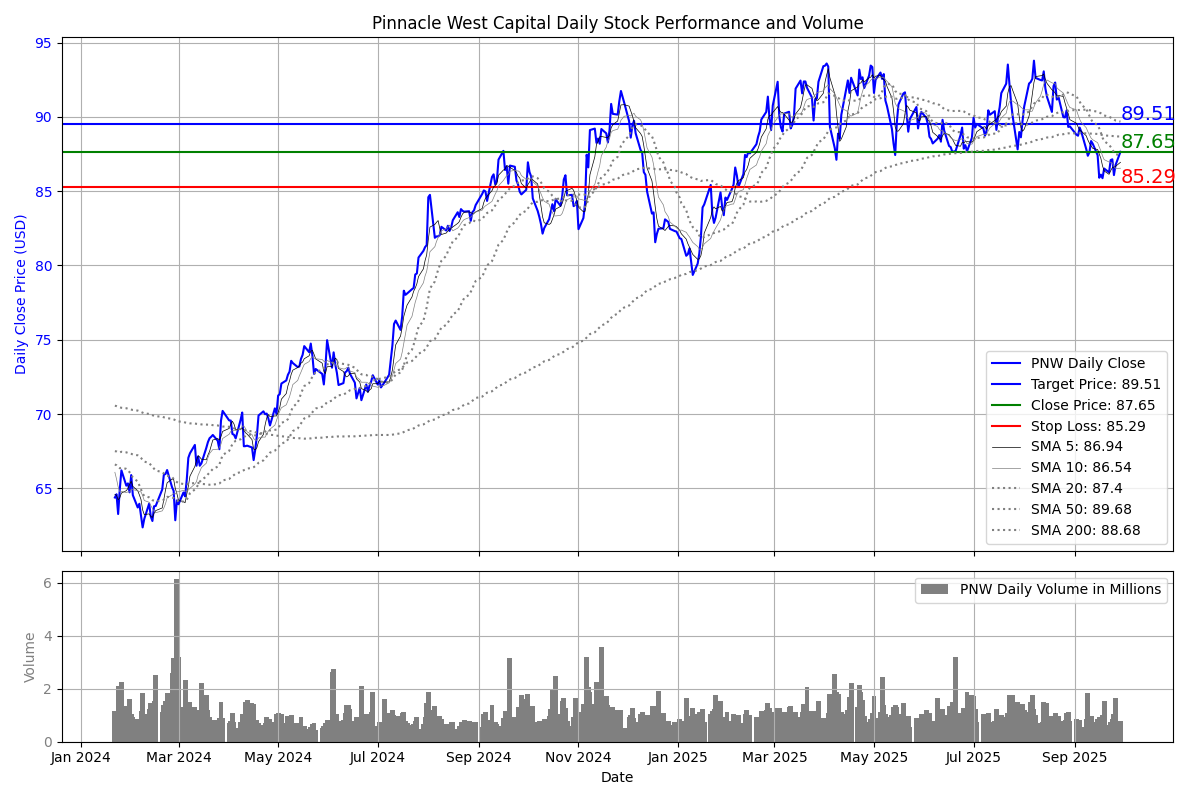 Pinnacle West Capital Daily Stock Performance and Volume
Daily Close Price (USD)
95
90
85
80
75
70
65
89.51
87.65
85.29
PNW Daily Close
Target Price: 89.51
Close Price: 87.65
Stop Loss: 85.29
SMA 5: 86.94
SMA 10: 86.54
SMA 20: 87.4
SMA 50: 89.68
SMA 200: 88.68
Volume
6
4
2
0
PNW Daily Volume in Millions
Jan 2024 Mar 2024 May 2024 Jul 2024 Sep 2024 Nov 2024 Jan 2025 Mar 2025 May 2025 Jul 2025 Sep 2025
Date